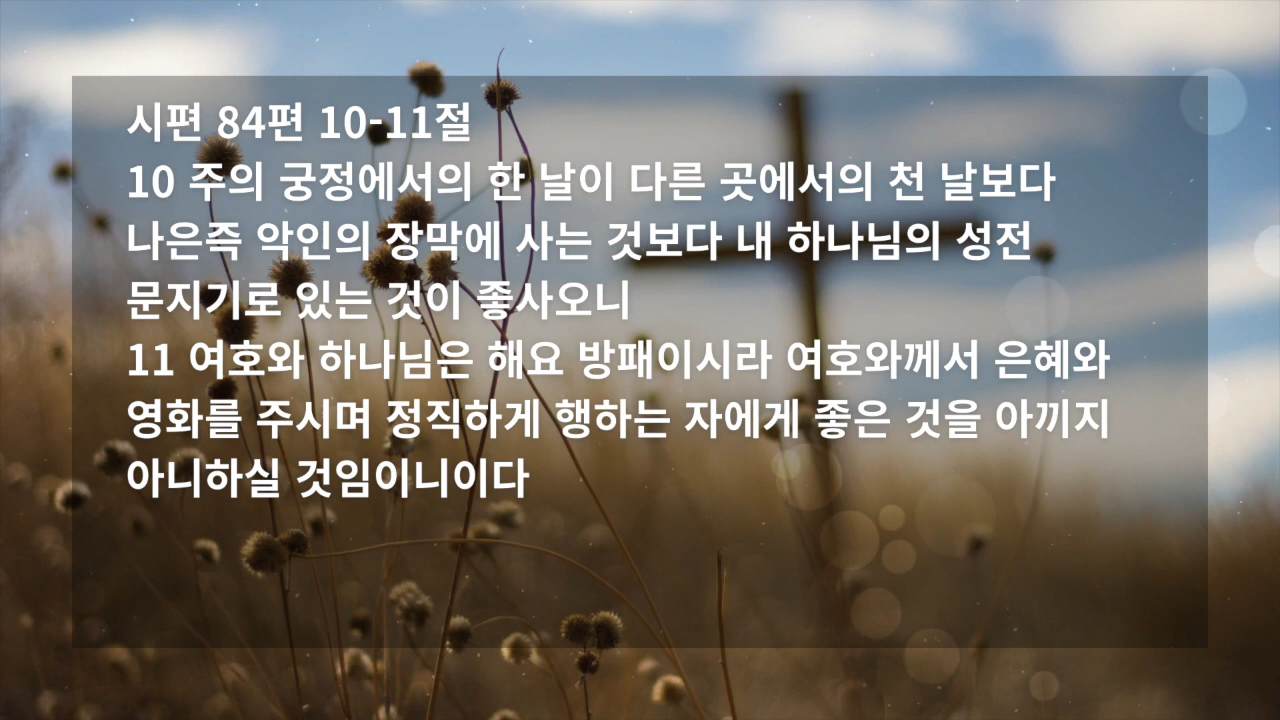 시편 84편 10-11절
10 주의 궁정에서의 한 날이 다른 곳에서의 천 날보다
나은즉 악인의 장막에 사는 것보다 내 하나님의 성전
문지기로 있는 것이 좋사오니
11 여호와 하나님은 해요 방패이시라 여호와께서 은혜와
영화를 주시며 정직하게 행하는 자에게 좋은 것을 아끼지
아니하실 것임이니이다